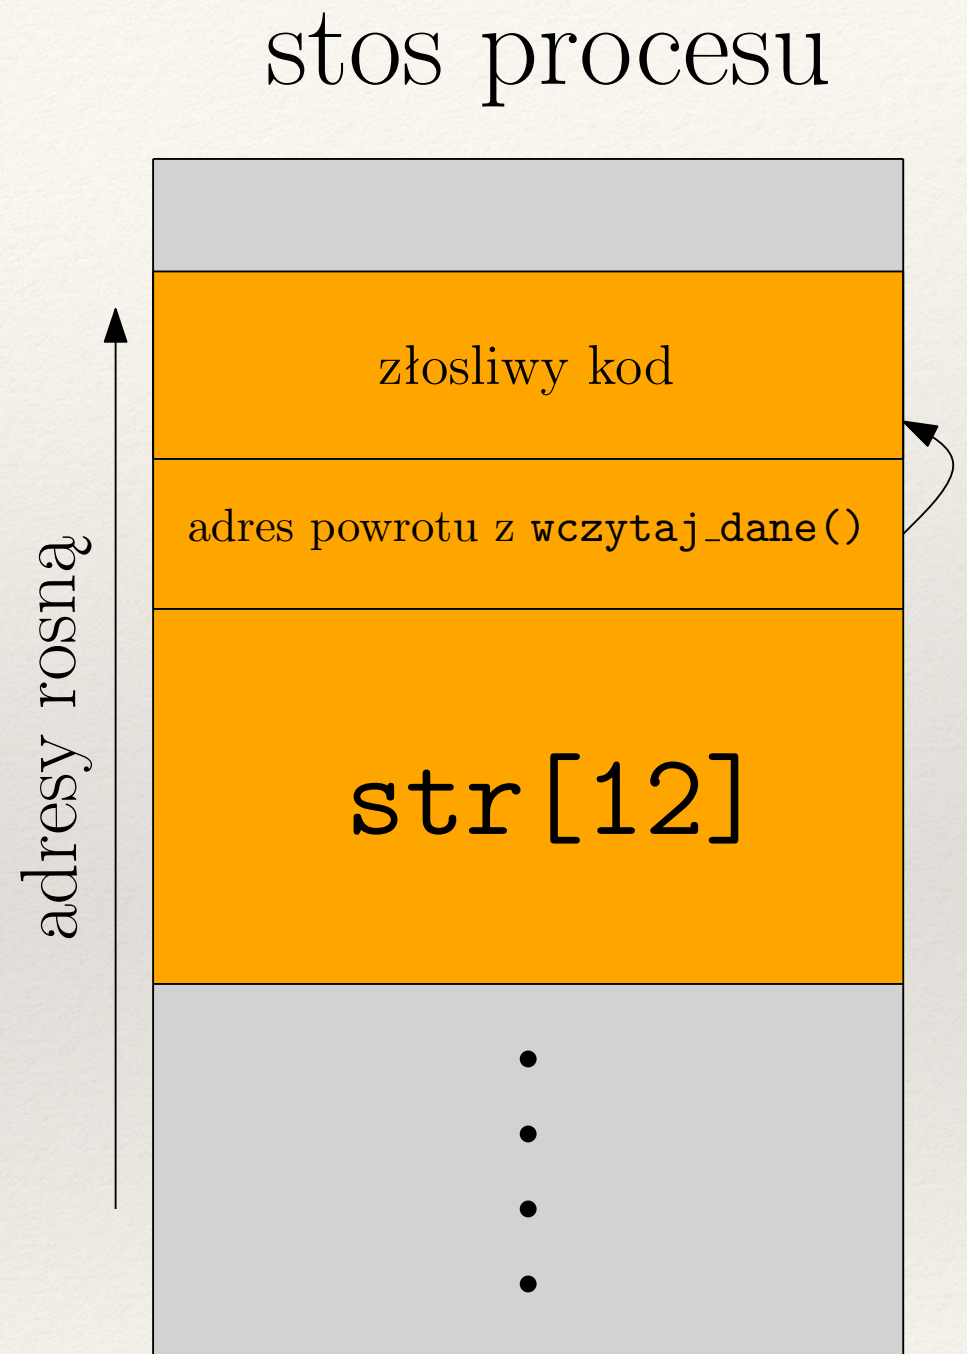 stos procesu
złosliwy kod
adres powrotu z wczytaj_dane()
adresy rosną
str[12]